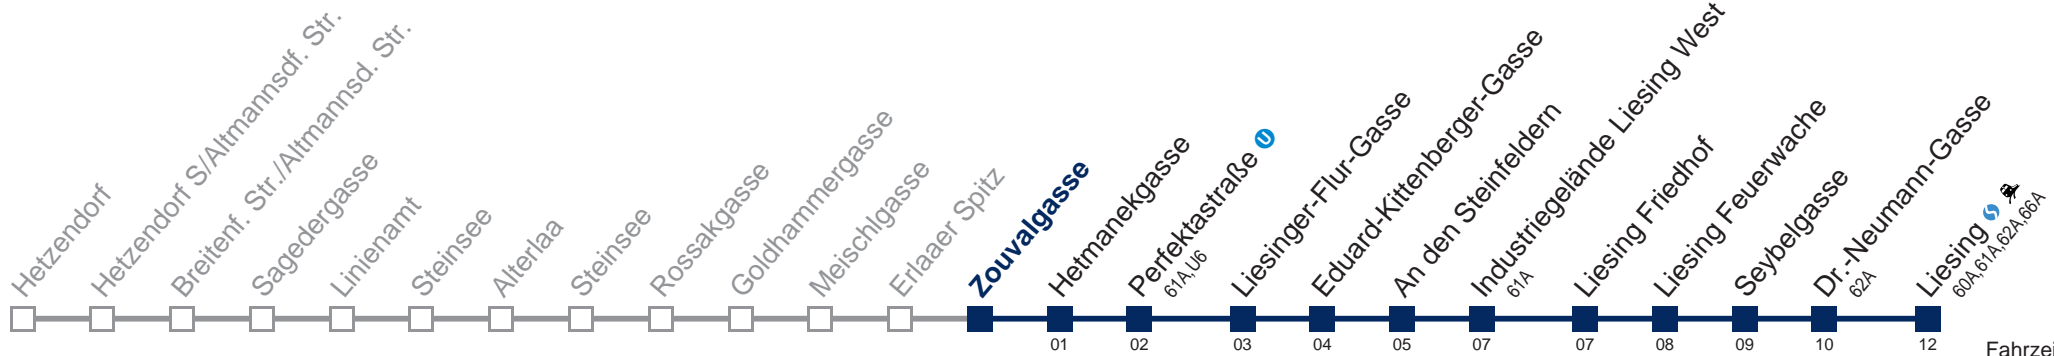 Hetzendorf
Hetzendorf S/Altmannsdf. Str.
Breitenf. Str./Altmannsd. Str.
Sagedergasse
Linienamt
Steinsee
Alterlaa
Steinsee
Rossakgasse
Goldhammergasse
Meischlgasse
Erlaaer Spitz
Zouvalgasse
Hetmanekgasse
Perfektastraße U
61A,U6
Liesinger-Flur-Gasse
Eduard-Kittenberger-Gasse
An den Steinfeldern
Industriegelände Liesing West
61A
Liesing Friedhof
Liesing Feuerwache
Seybelgasse
Dr.-Neumann-Gasse
62A
Liesing
60A,61A,62A,66A
01 02 03 04 05 07 07 08 09 10 12
Fahrzei